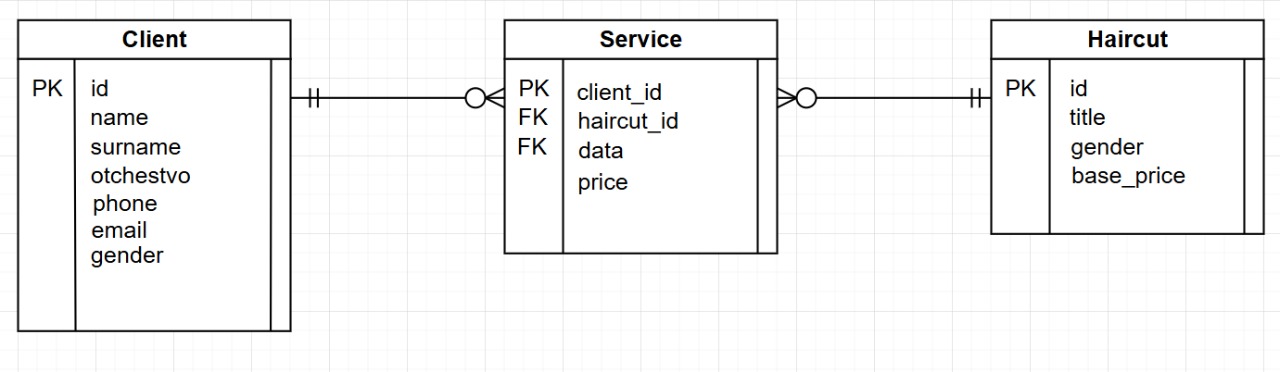 Client
PK id
name
surname
otchestvo
phone
email
gender
Service
PK client_id
FK haircut_id
FK data
price
Haircut
PK id
title
gender
base_price